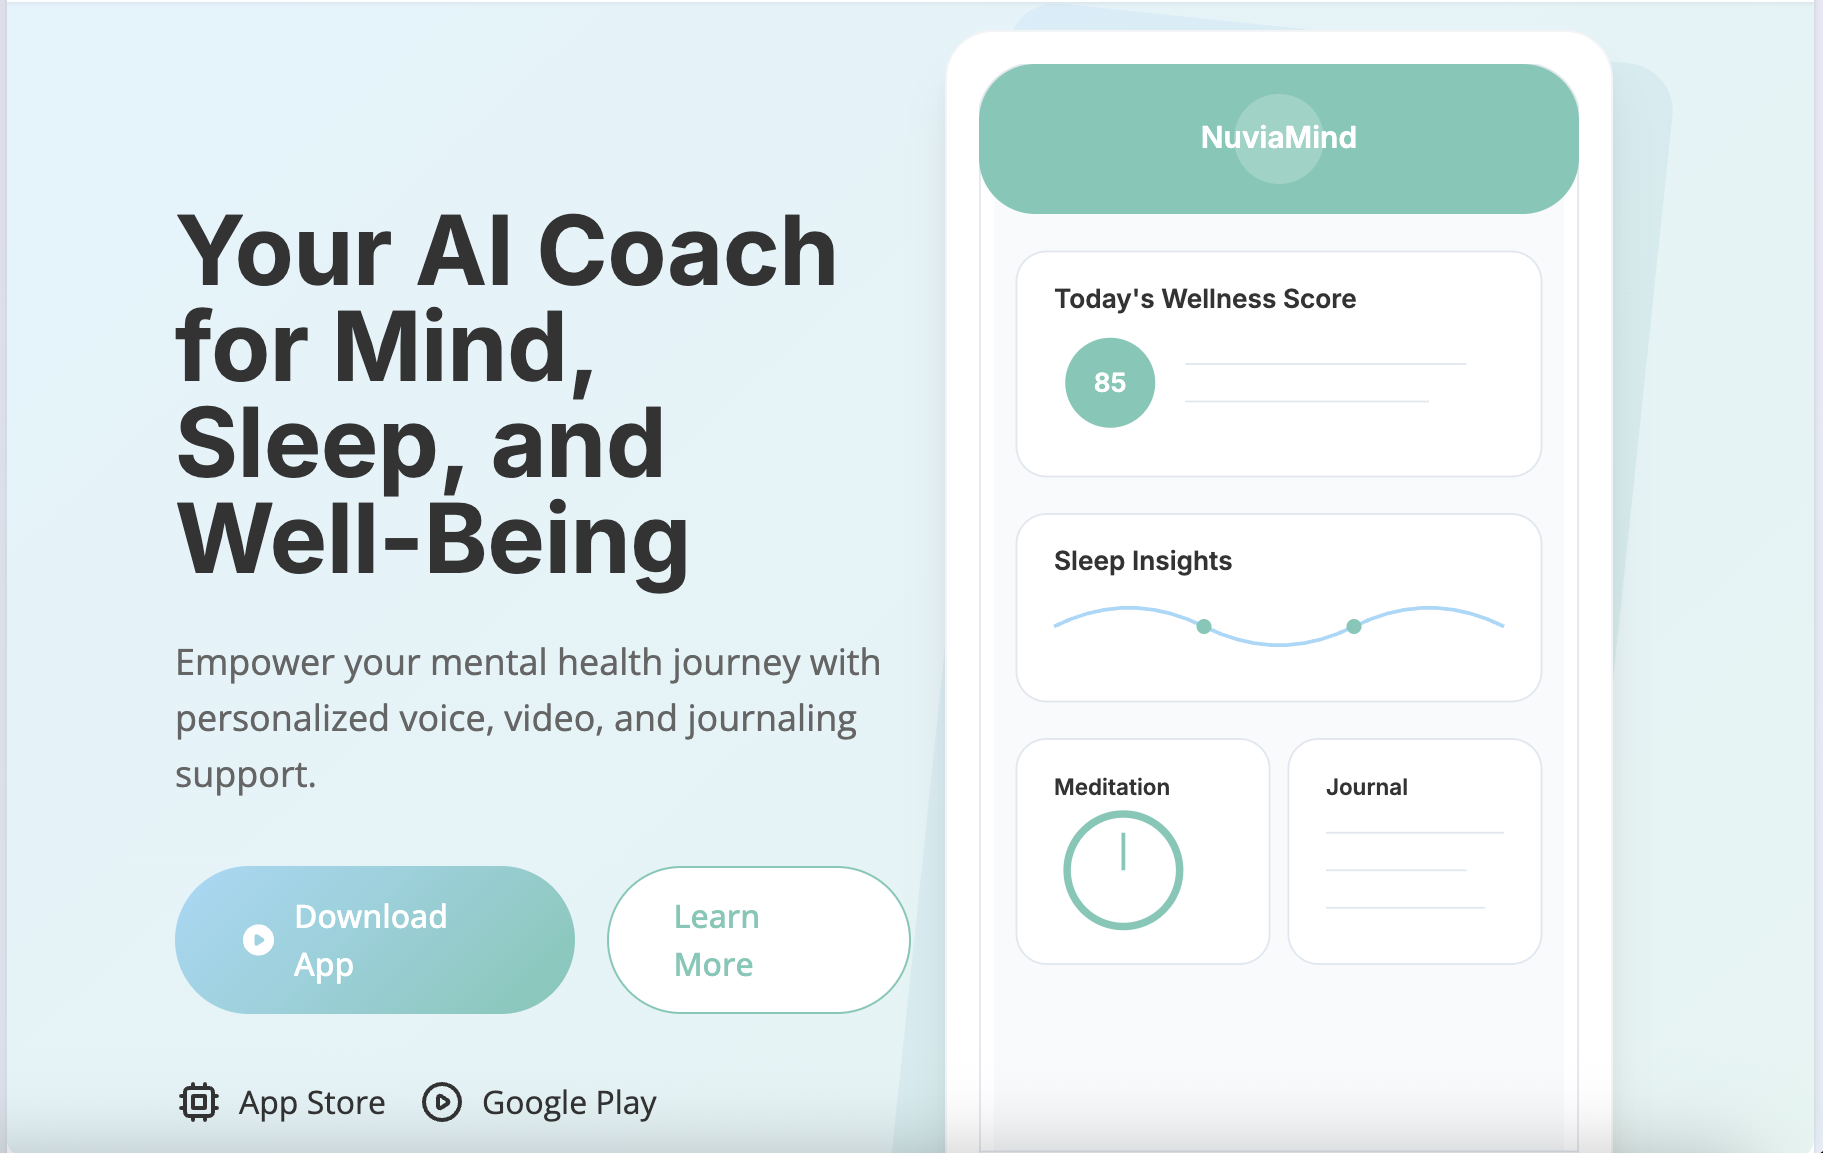 Your AI Coach
for Mind,
Sleep, and
Well-Being
Empower your mental health journey with
personalized voice, video, and journaling
support.
Download
App
Learn
More
App Store
Google Play
NuviaMind
Today's Wellness Score
85
Sleep Insights
Meditation
Journal